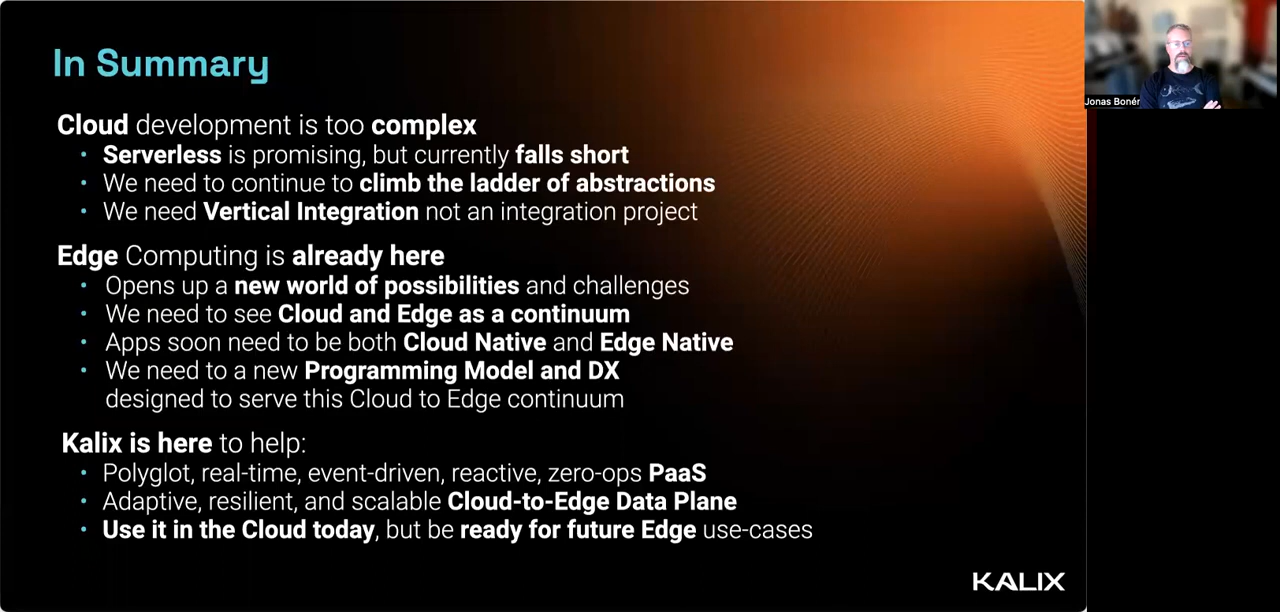 In Summary
Cloud development is too complex
• Serverless is promising, but currently falls short
• We need to continue to climb the ladder of abstractions
• We need Vertical Integration not an integration project
Edge Computing is already here
• Opens up a new world of possibilities and challenges
• We need to see Cloud and Edge as a continuum
• Apps soon need to be both Cloud Native and Edge Native
• We need to a new Programming Model and DX
designed to serve this Cloud to Edge continuum
Kalix is here to help:
• Polyglot, real-time, event-driven, reactive, zero-ops PaaS
• Adaptive, resilient, and scalable Cloud-to-Edge Data Plane
• Use it in the Cloud today, but be ready for future Edge use-cases
KALIX
Jonas Bonér